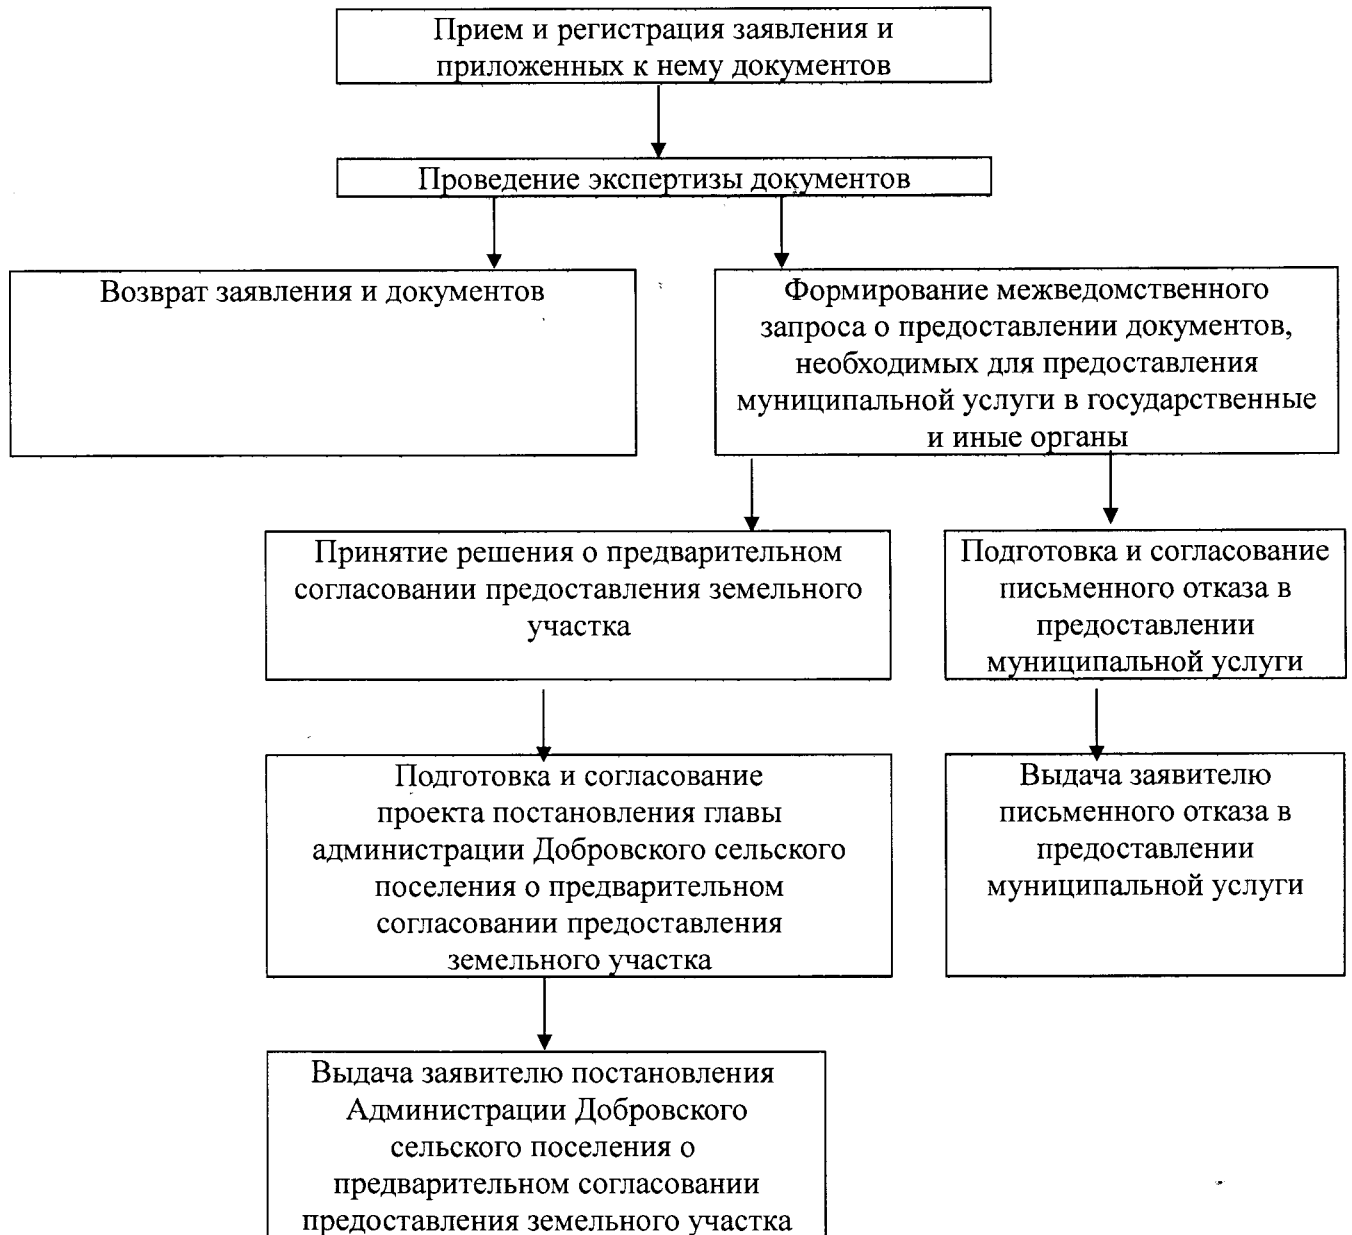 Прием и регистрация заявления и
приложенных к нему документов
Проведение экспертизы документов
Возврат заявления и документов
Формирование межведомственного
запроса о предоставлении документов,
необходимых для предоставления
муниципальной услуги в государственные
и иные органы
Принятие решения о предварительном
согласовании предоставления земельного
участка
Подготовка и согласование
письменного отказа в
предоставлении
муниципальной услуги
Подготовка и согласование
проекта постановления главы
администрации Добровского сельского
поселения о предварительном
согласовании предоставления
земельного участка
Выдача заявителю
письменного отказа в
предоставлении
муниципальной услуги
Выдача заявителю постановления
Администрации Добровского
сельского поселения о
предварительном согласовании
предоставления земельного участка